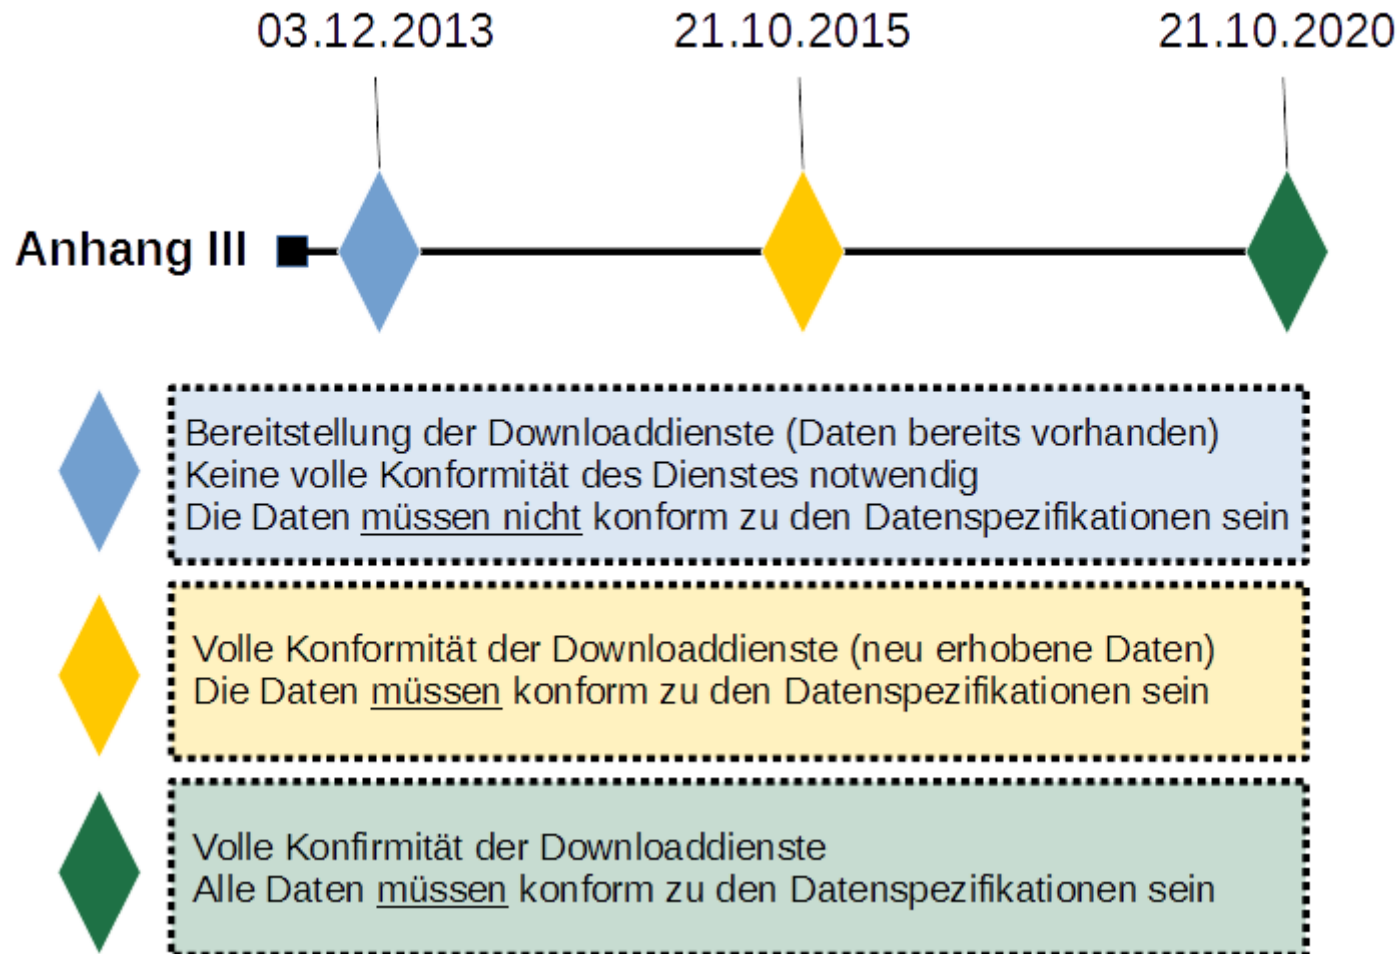 03.12.2013 21.10.2015 21.10.2020
Anhang III
Bereitstellung der Downloaddienste (Daten bereits vorhanden)
Keine volle Konformität des Dienstes notwendig
Die Daten müssen nicht konform zu den Datenspezifikationen sein
Volle Konformität der Downloaddienste (neu erhobene Daten)
Die Daten müssen konform zu den Datenspezifikationen sein
Volle Konfirmität der Downloaddienste
Alle Daten müssen konform zu den Datenspezifikationen sein